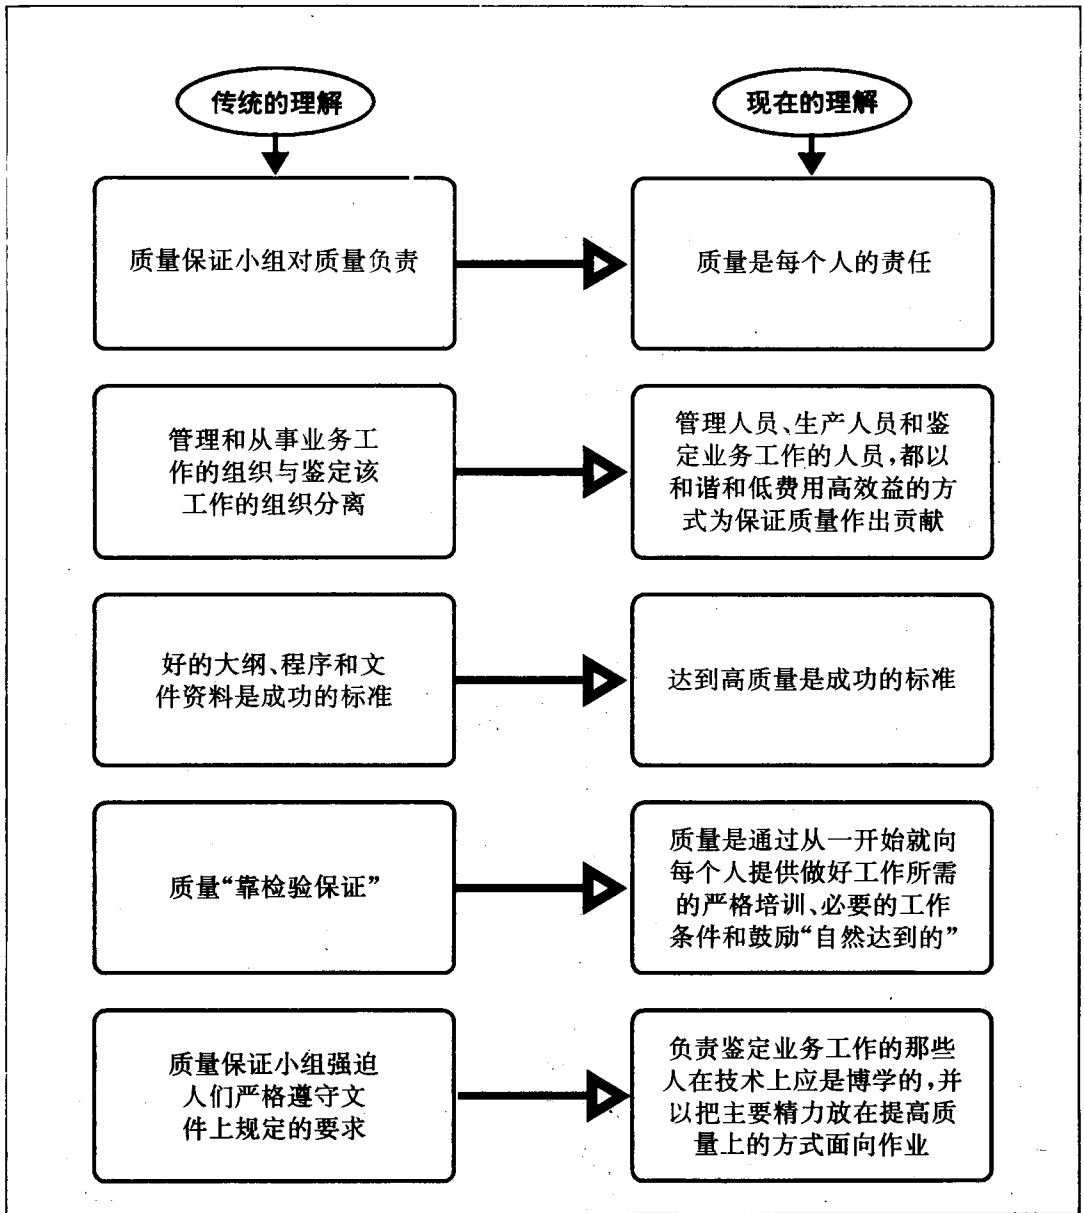 传统的理解
现在的理解
质量保证小组对质量负责
质量是每个人的责任
管理和从事业务工
作的组织与鉴定该
工作的组织分离
管理人员、生产人员和鉴
定业务工作的人员,都以
和谐和低费用高效益的方
式为保证质量作出贡献
好的大纲、程序和文
件资料是成功的标准
达到高质量是成功的标准
质量“靠检验保证”
质量是通过从一开始就向
每个人提供做好工作所需
的严格培训、必要的工作
条件和鼓励“自然达到的”
质量保证小组强迫
人们严格遵守文
件上规定的要求
负责鉴定业务工作的那些
人在技术上应是博学的,并
以把主要精力放在提高质
量上的方式面向作业